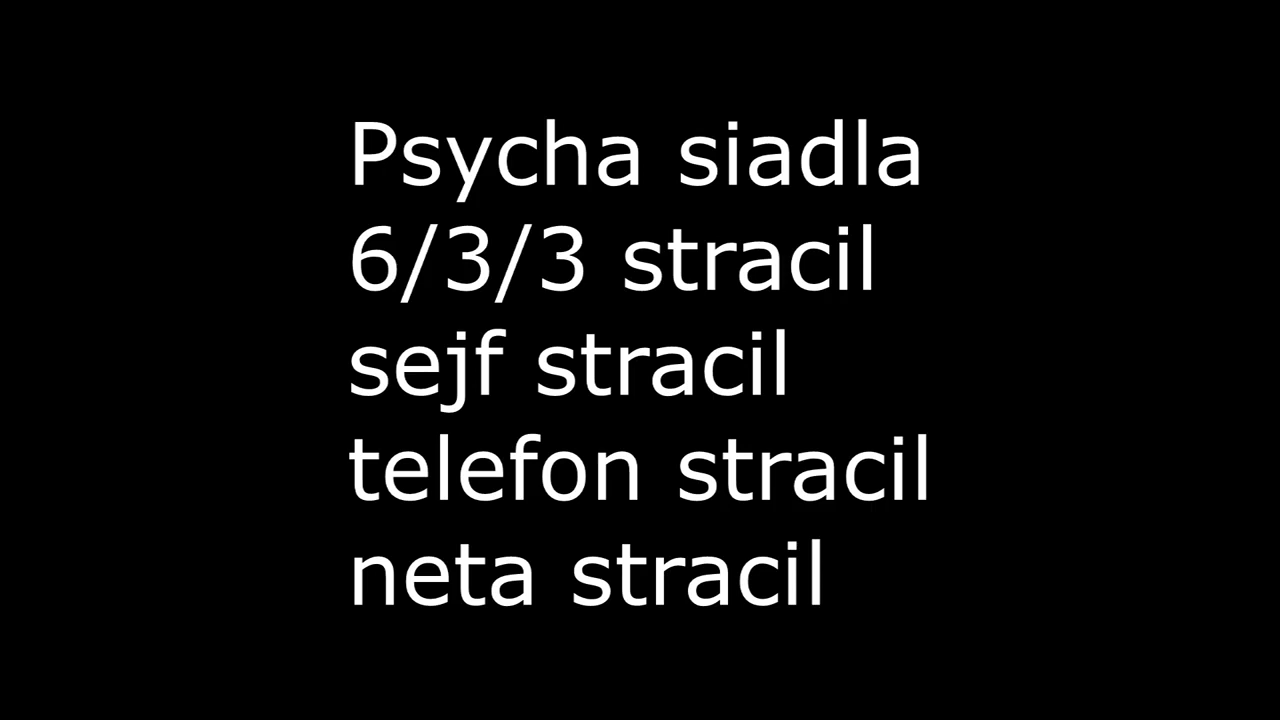 Psycha siadla
6/3/3 stracil
sejf stracil
telefon stracil
neta stracil